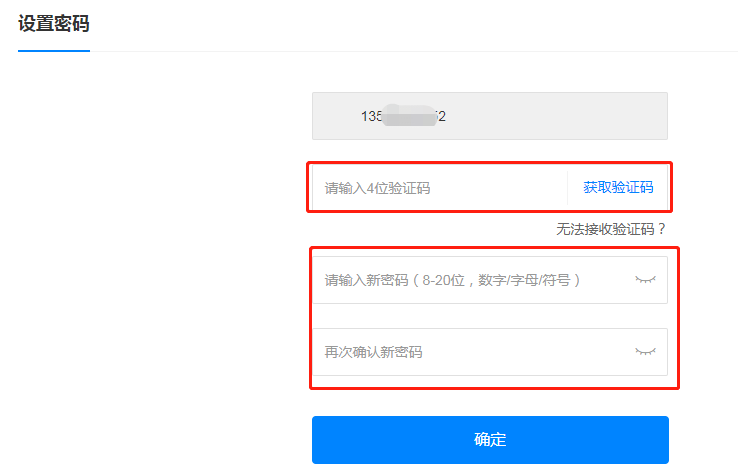 设置密码
135 52
请输入4位验证码 获取验证码
无法接收验证码？
请输入新密码（8-20位，数字/字母/符号）
再次确认新密码
确定